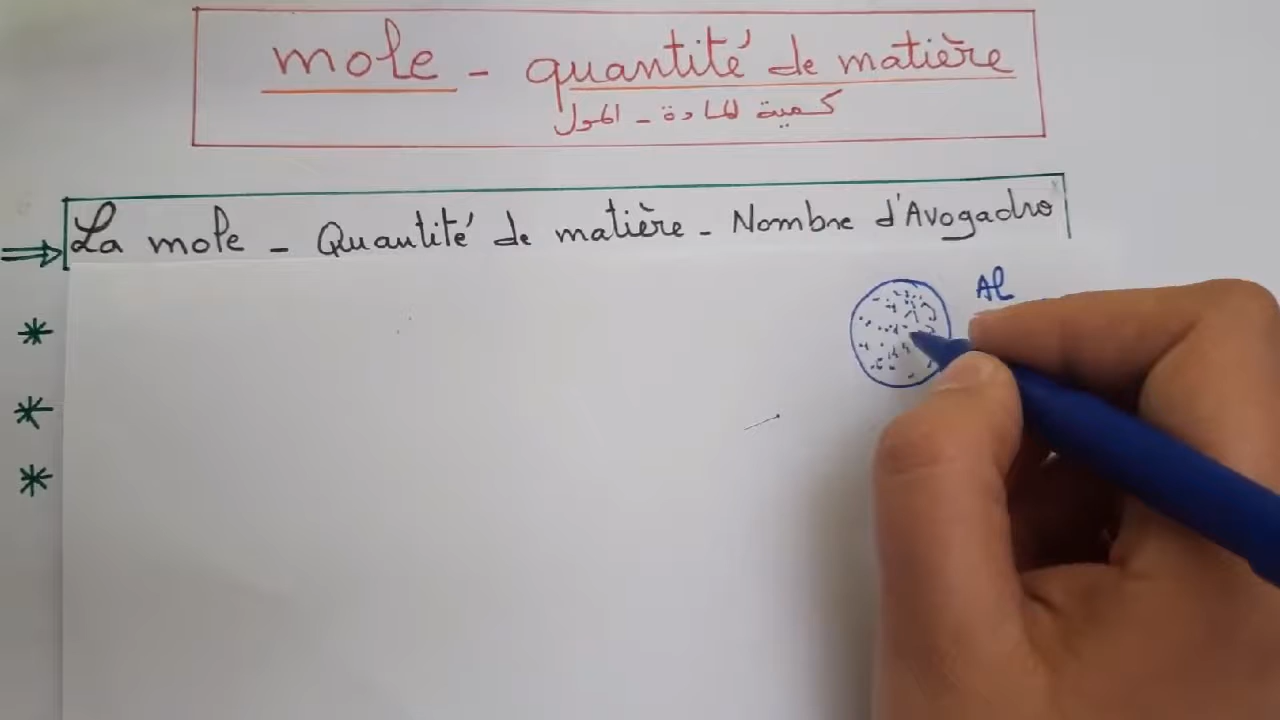 mole - quantité de matière
كمية المادة - المول
La mole - Quantité de matière - Nombre d'Avogadro
Al
*
*
*